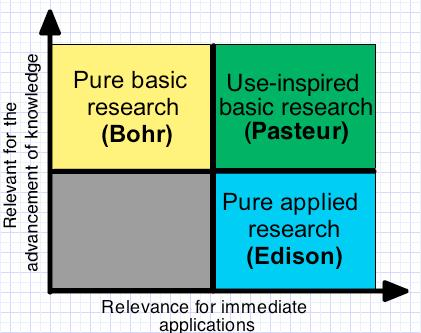 Relevant for the
advancement of knowledge
Pure basic
research
(Bohr)
Use-inspired
basic research
(Pasteur)
Pure applied
research
(Edison)
Relevance for immediate
applications